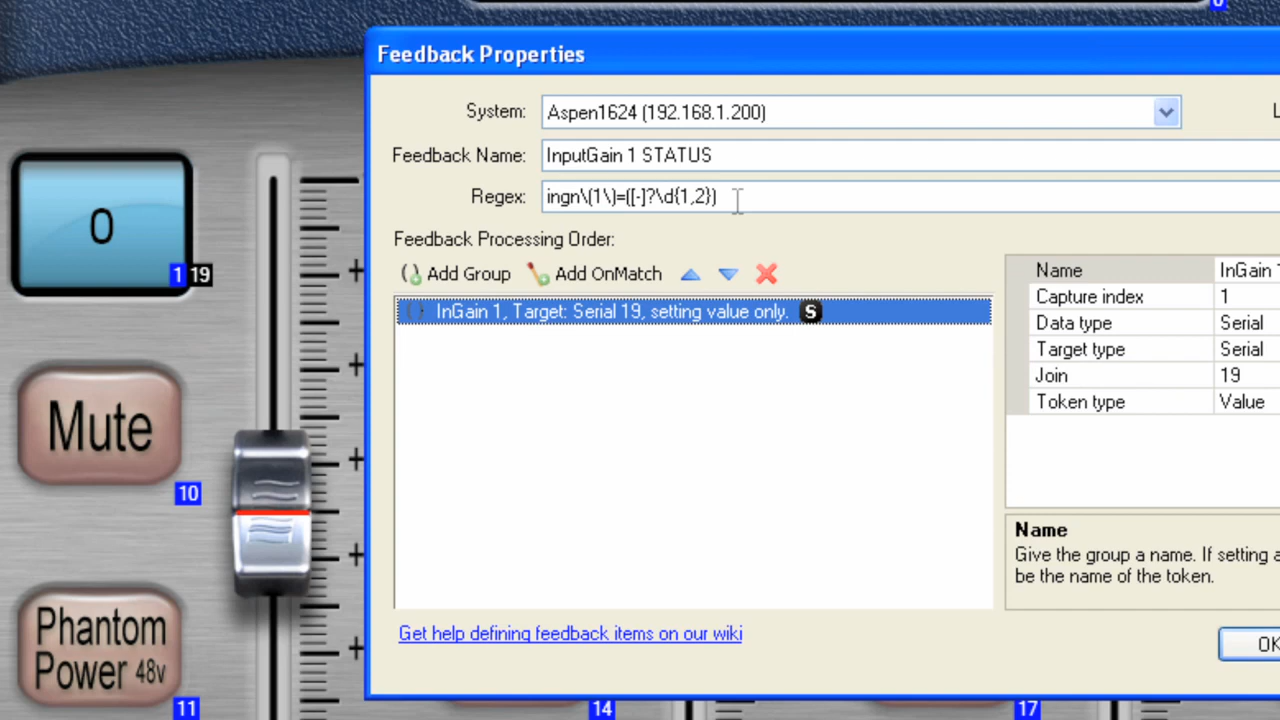 Feedback Properties
System: Aspen1624 (192.168.1.200)
Feedback Name: InputGain 1 STATUS
Regex: ingn\(1\)=([-]?\d{1,2})
Feedback Processing Order:
() Add Group Add OnMatch
() InGain 1, Target: Serial 19, setting value only. S
Name InGain 1
Capture index 1
Data type Serial
Target type Serial
Join 19
Token type Value
Name
Give the group a name. If setting a
be the name of the token.
Get help defining feedback items on our wiki
OK
0
1 19
Mute
10
Phantom
Power 48v
11
14
17